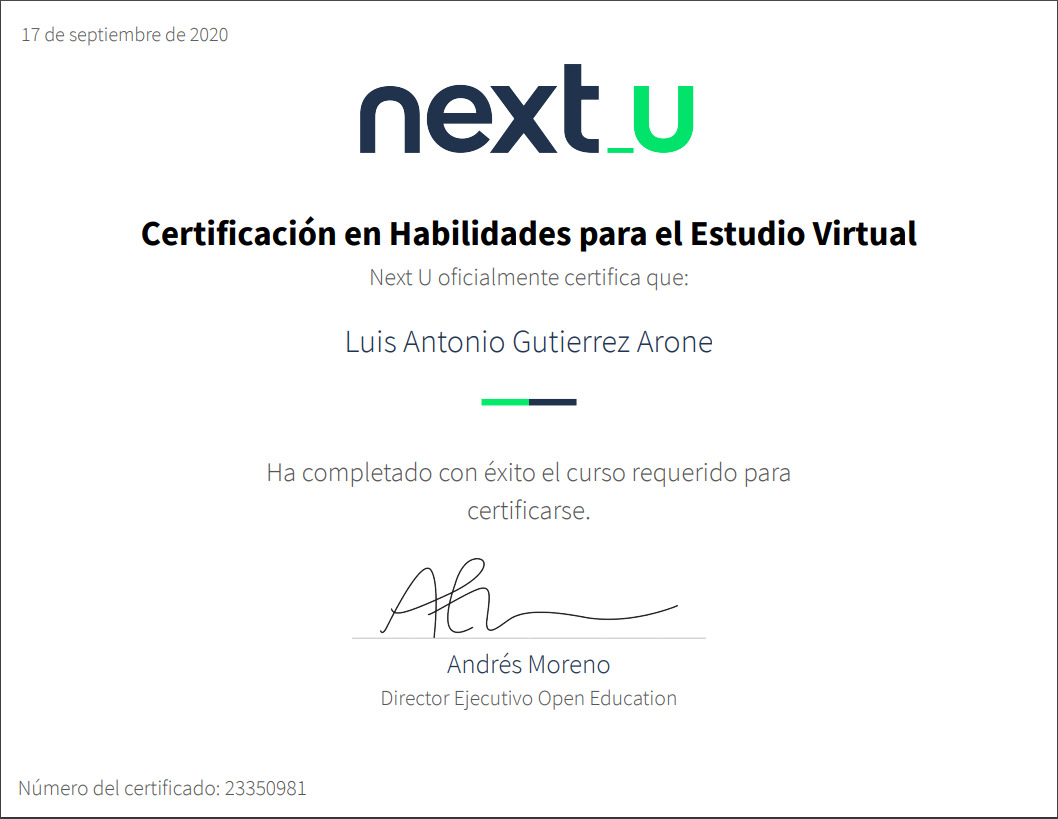 17 de septiembre de 2020
next_U
Certificación en Habilidades para el Estudio Virtual
Next U oficialmente certifica que:
Luis Antonio Gutierrez Arone
Ha completado con éxito el curso requerido para
certificarse.
Andrés Moreno
Director Ejecutivo Open Education
Número del certificado: 23350981